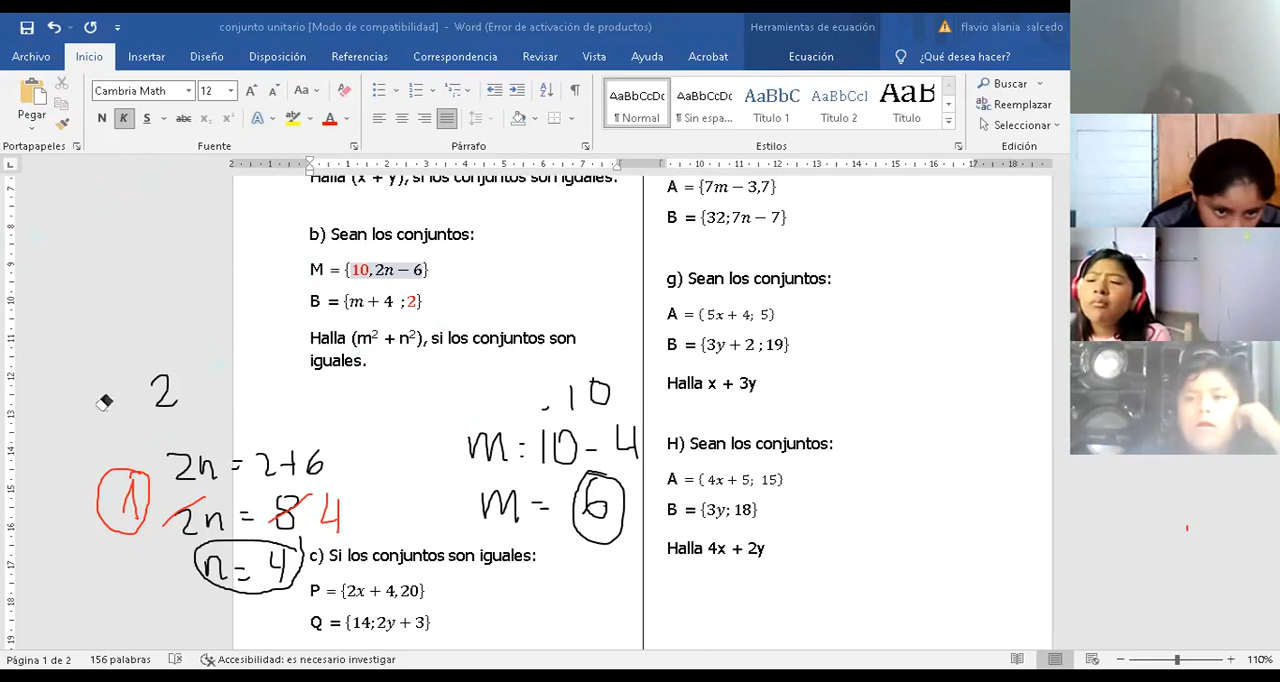 conjunto unitario [Modo de compatibilidad] - Word (Error de activación de productos)
Herramientas de ecuación
flavio alania salcedo
Archivo Inicio Insertar Diseño Disposición Referencias Correspondencia Revisar Vista Ayuda Acrobat Ecuación ¿Qué desea hacer?
Pegar
Cambria Math 12
N K S abc
AaBbCcDc AaBbCcDc AaBbC AaBbCcI AaB
¶ Normal ¶ Sin espa... Título 1 Título 2 Título
Buscar
Reemplazar
Seleccionar
Portapapeles Fuente Párrafo Estilos Edición
Halla (x + y), si los conjuntos son iguales.
b) Sean los conjuntos:
M = {10, 2n − 6}
B = {m + 4 ; 2}
Halla (m² + n²), si los conjuntos son
iguales.
2
2n = 2+6
1 2n = 8 4
n = 4
10
m = 10 - 4
m = 6
c) Si los conjuntos son iguales:
P = {2x + 4, 20}
Q = {14; 2y + 3}
A = {7m − 3, 7}
B = {32; 7n − 7}
g) Sean los conjuntos:
A = { 5x + 4; 5}
B = {3y + 2 ; 19}
Halla x + 3y
H) Sean los conjuntos:
A = { 4x + 5; 15}
B = {3y; 18}
Halla 4x + 2y
Página 1 de 2 156 palabras Accesibilidad: es necesario investigar 110%